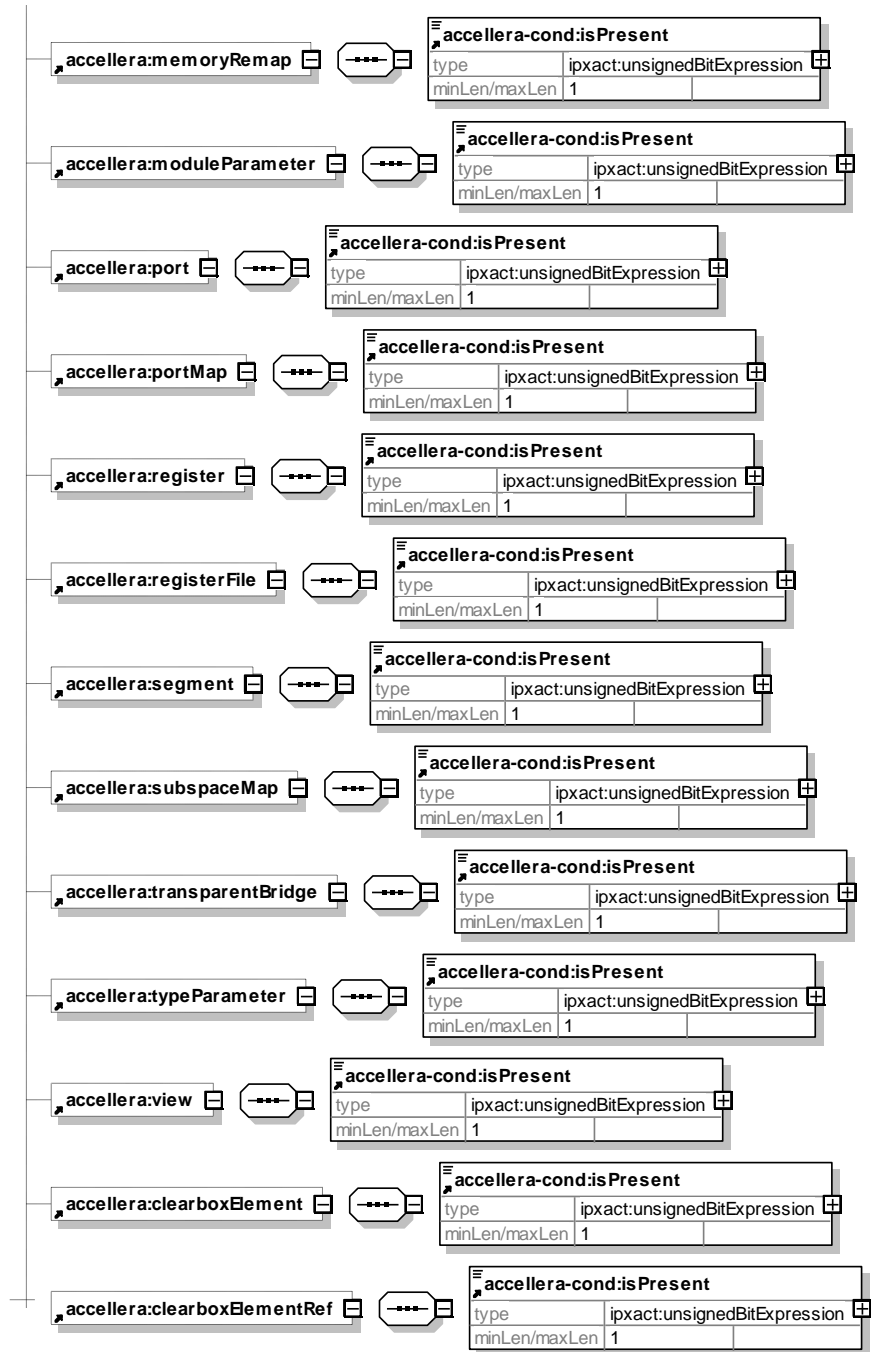 accellera:memoryRemap
accellera-cond:isPresent
type ipxact:unsignedBitExpression
minLen/maxLen 1
accellera:moduleParameter
accellera-cond:isPresent
type ipxact:unsignedBitExpression
minLen/maxLen 1
accellera:port
accellera-cond:isPresent
type ipxact:unsignedBitExpression
minLen/maxLen 1
accellera:portMap
accellera-cond:isPresent
type ipxact:unsignedBitExpression
minLen/maxLen 1
accellera:register
accellera-cond:isPresent
type ipxact:unsignedBitExpression
minLen/maxLen 1
accellera:registerFile
accellera-cond:isPresent
type ipxact:unsignedBitExpression
minLen/maxLen 1
accellera:segment
accellera-cond:isPresent
type ipxact:unsignedBitExpression
minLen/maxLen 1
accellera:subspaceMap
accellera-cond:isPresent
type ipxact:unsignedBitExpression
minLen/maxLen 1
accellera:transparentBridge
accellera-cond:isPresent
type ipxact:unsignedBitExpression
minLen/maxLen 1
accellera:typeParameter
accellera-cond:isPresent
type ipxact:unsignedBitExpression
minLen/maxLen 1
accellera:view
accellera-cond:isPresent
type ipxact:unsignedBitExpression
minLen/maxLen 1
accellera:clearboxElement
accellera-cond:isPresent
type ipxact:unsignedBitExpression
minLen/maxLen 1
accellera:clearboxElementRef
accellera-cond:isPresent
type ipxact:unsignedBitExpression
minLen/maxLen 1